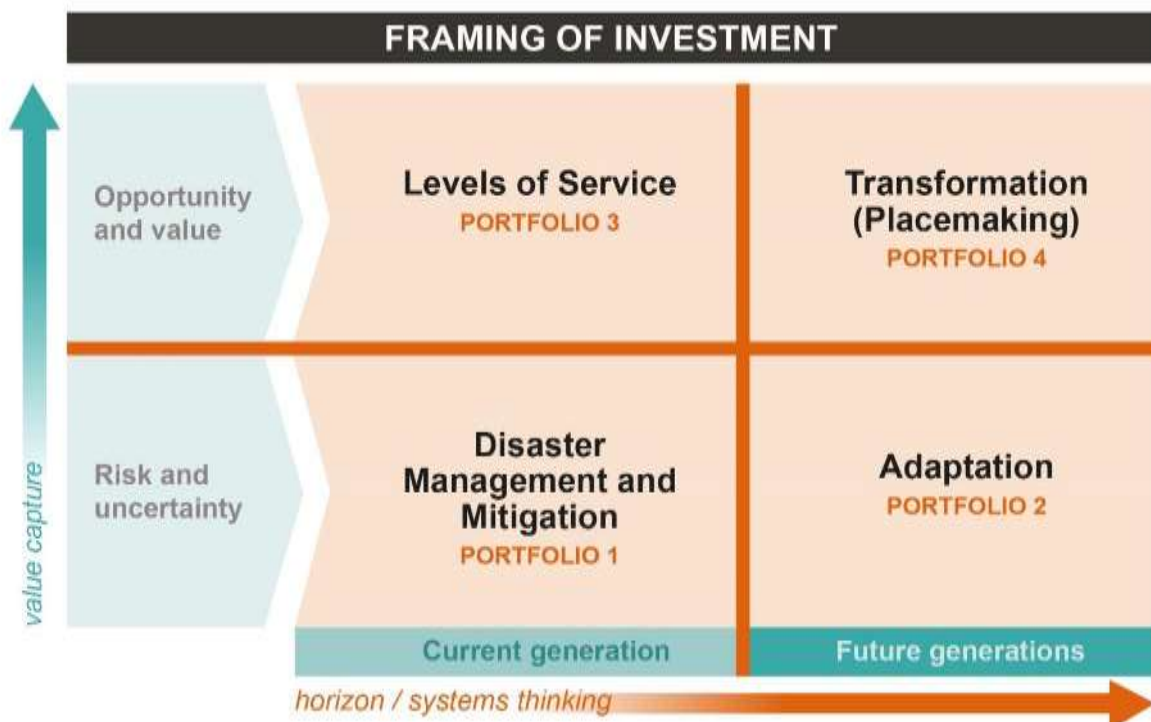 FRAMING OF INVESTMENT
Opportunity
and value
Levels of Service
PORTFOLIO 3
Transformation
(Placemaking)
PORTFOLIO 4
Risk and
uncertainty
Disaster
Management and
Mitigation
PORTFOLIO 1
Adaptation
PORTFOLIO 2
value capture
Current generation
Future generations
horizon / systems thinking